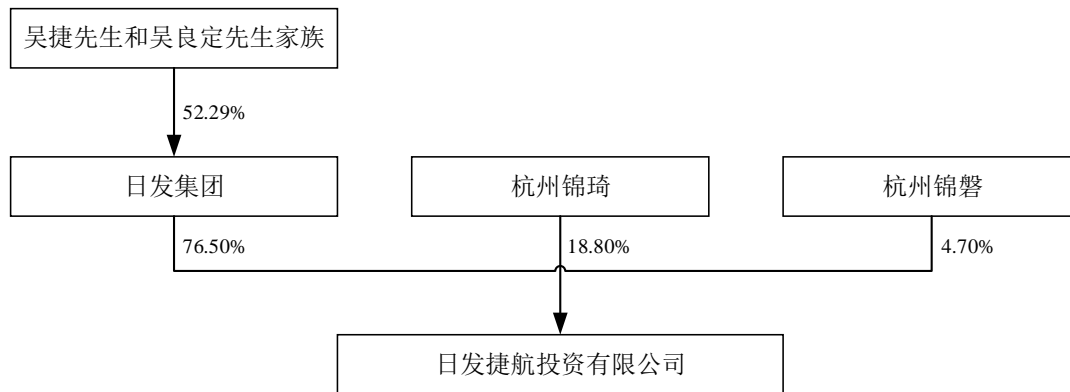 吴捷先生和吴良定先生家族
52.29%
日发集团
杭州锦琦
杭州锦磐
76.50%
18.80%
4.70%
日发捷航投资有限公司